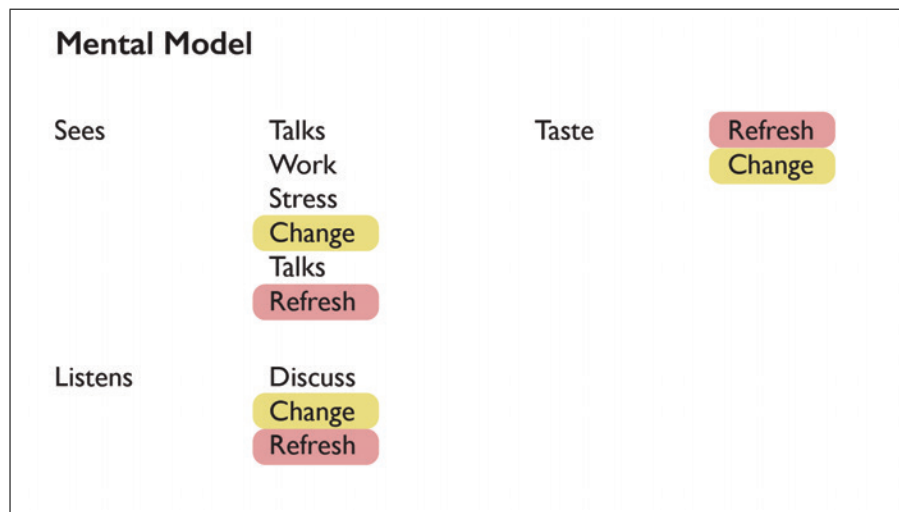 Mental Model
Sees
Talks
Work
Stress
Change
Talks
Refresh
Listens
Discuss
Change
Refresh
Taste
Refresh
Change